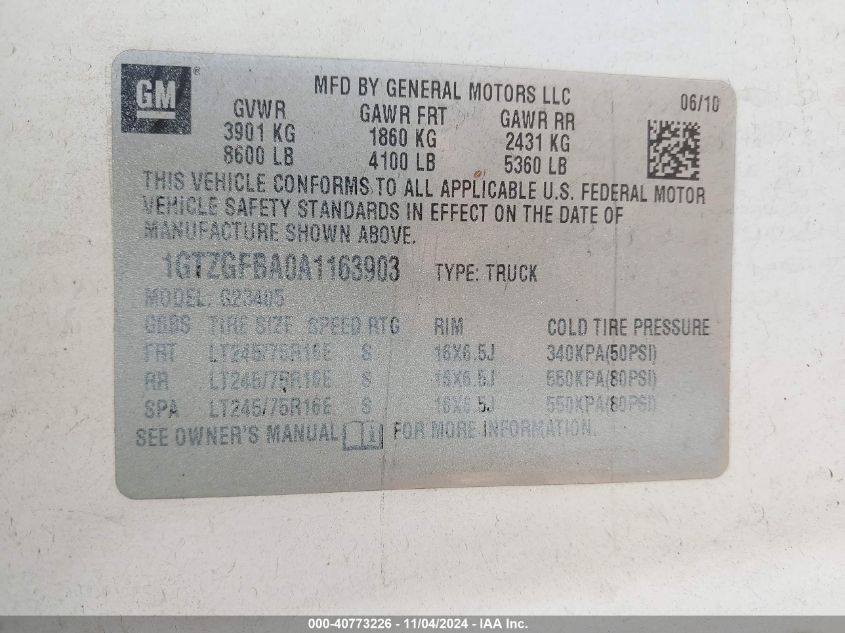 GM ®
MFD BY GENERAL MOTORS LLC
06/10
GVWR GAWR FRT GAWR RR
3901 KG 1860 KG 2431 KG
8600 LB 4100 LB 5360 LB
THIS VEHICLE CONFORMS TO ALL APPLICABLE U.S. FEDERAL MOTOR
VEHICLE SAFETY STANDARDS IN EFFECT ON THE DATE OF
MANUFACTURE SHOWN ABOVE.
1GTZGFBA0A1163903 TYPE: TRUCK
MODEL: G23405
TIRE SIZE SPEED RTG RIM COLD TIRE PRESSURE
FRT LT245/75R16E S 16X6.5J 340KPA(50PSI)
RR LT245/75R16E S 16X6.5J 550KPA(80PSI)
SPA LT245/75R16E S 16X6.5J 550KPA(80PSI)
SEE OWNER'S MANUAL FOR MORE INFORMATION.
000-40773226 - 11/04/2024 - IAA Inc.